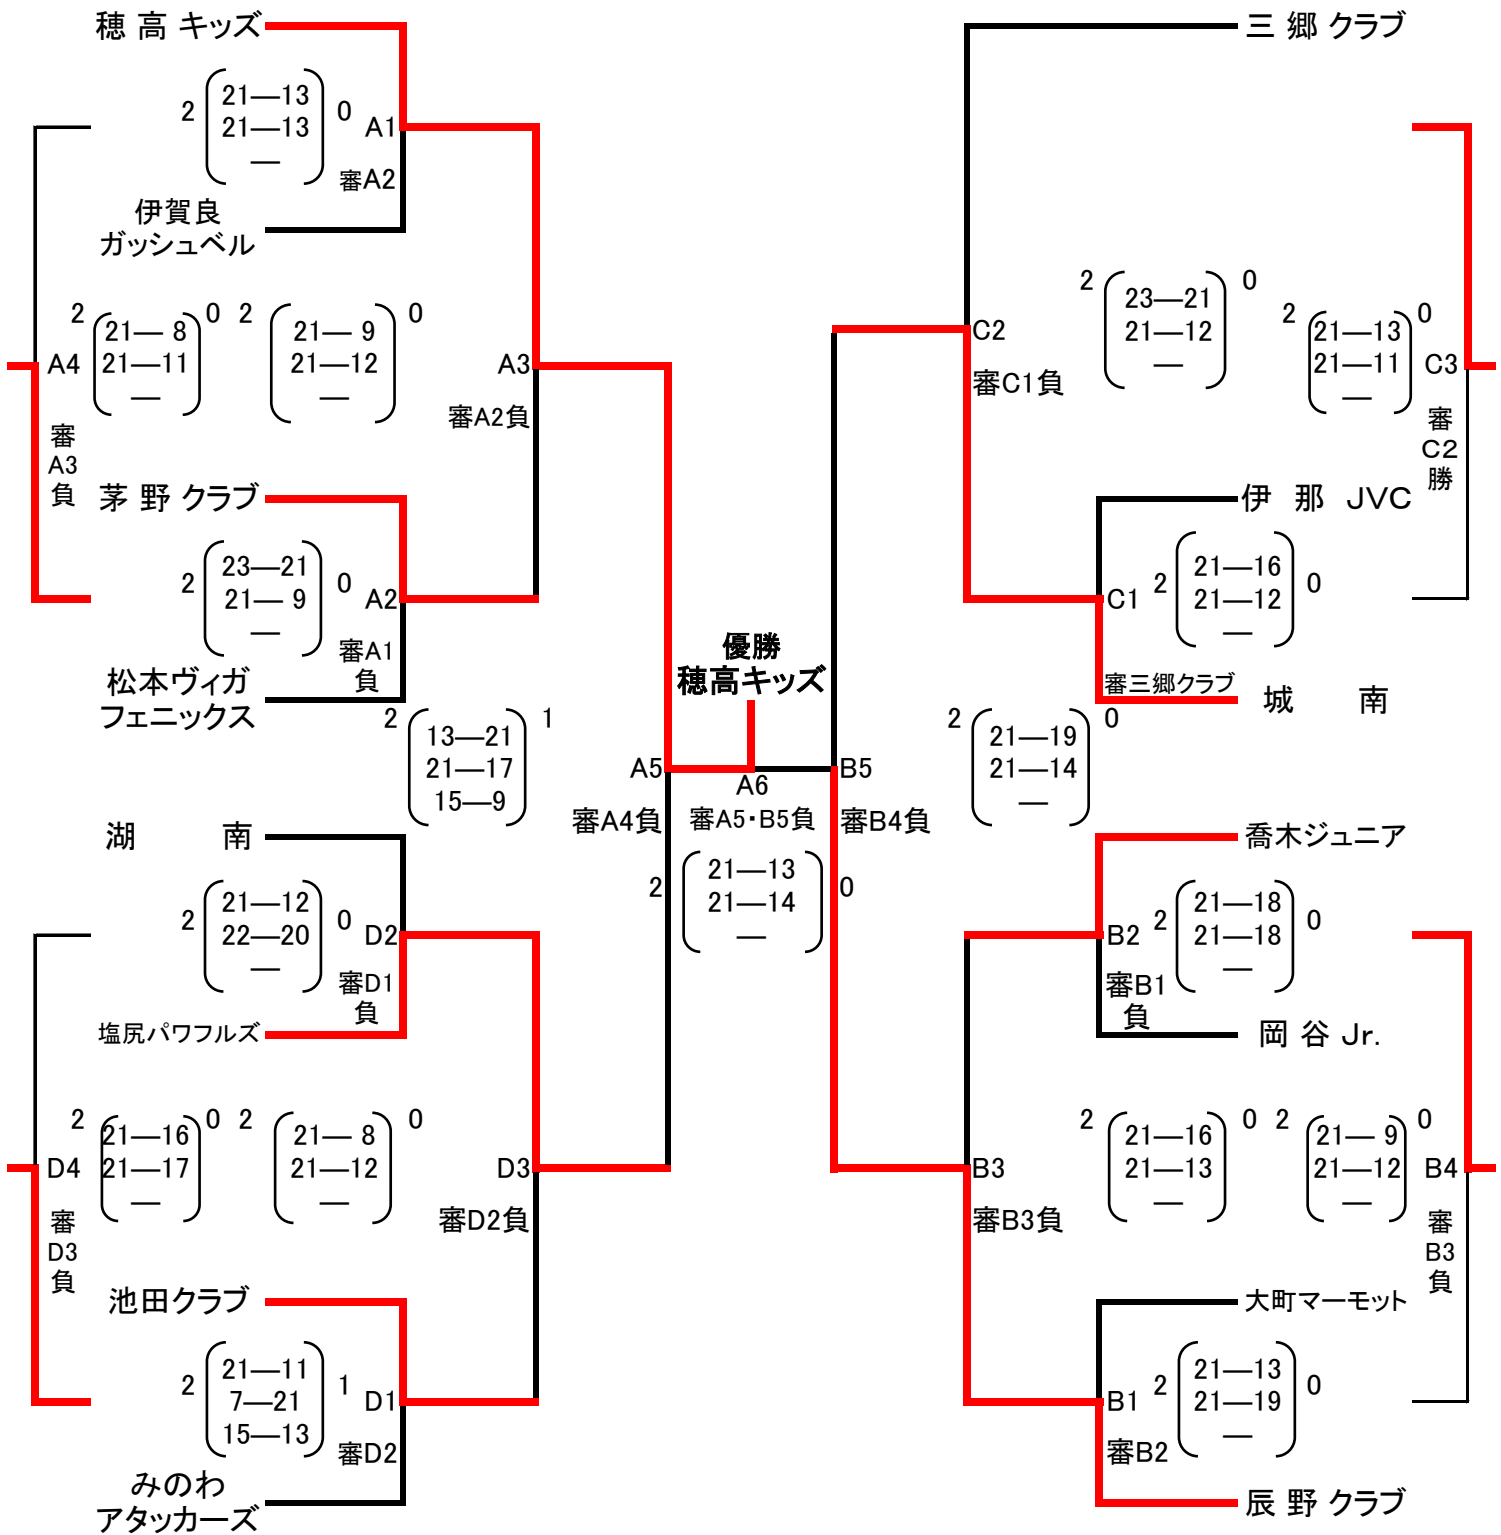 穂 高 キッズ
2
21―13
21―13
―
0
A1
審A2
伊賀良
ガッシュベル
2
21― 8
21―11
―
0
A4
審
A3
負
2
21― 9
21―12
―
0
A3
審A2負
茅 野 クラブ
2
23―21
21― 9
―
0
A2
審A1
負
松本ヴィガ
フェニックス
2
13―21
21―17
15―9
1
A5
審A4負
湖 南
2
21―12
22―20
―
0
D2
審D1
負
塩尻パワフルズ
2
21―16
21―17
―
0
D4
審
D3
負
2
21― 8
21―12
―
0
D3
審D2負
池田クラブ
2
21―11
7―21
15―13
1
D1
審D2
みのわ
アタッカーズ
優勝
穂高キッズ
A6
審A5・B5負
2
21―13
21―14
―
0
三 郷 クラブ
C2
審C1負
2
23―21
21―12
―
0
2
21―13
21―11
―
0
C3
審
C2
勝
伊 那 JVC
C1
2
21―16
21―12
―
0
審三郷クラブ
城 南
B5
審B4負
2
21―19
21―14
―
0
喬木ジュニア
B2
審B1
負
2
21―18
21―18
―
0
岡 谷 Jr.
B3
審B3負
2
21―16
21―13
―
0
2
21― 9
21―12
―
0
B4
審
B3
負
大町マーモット
B1
審B2
2
21―13
21―19
―
0
辰 野 クラブ